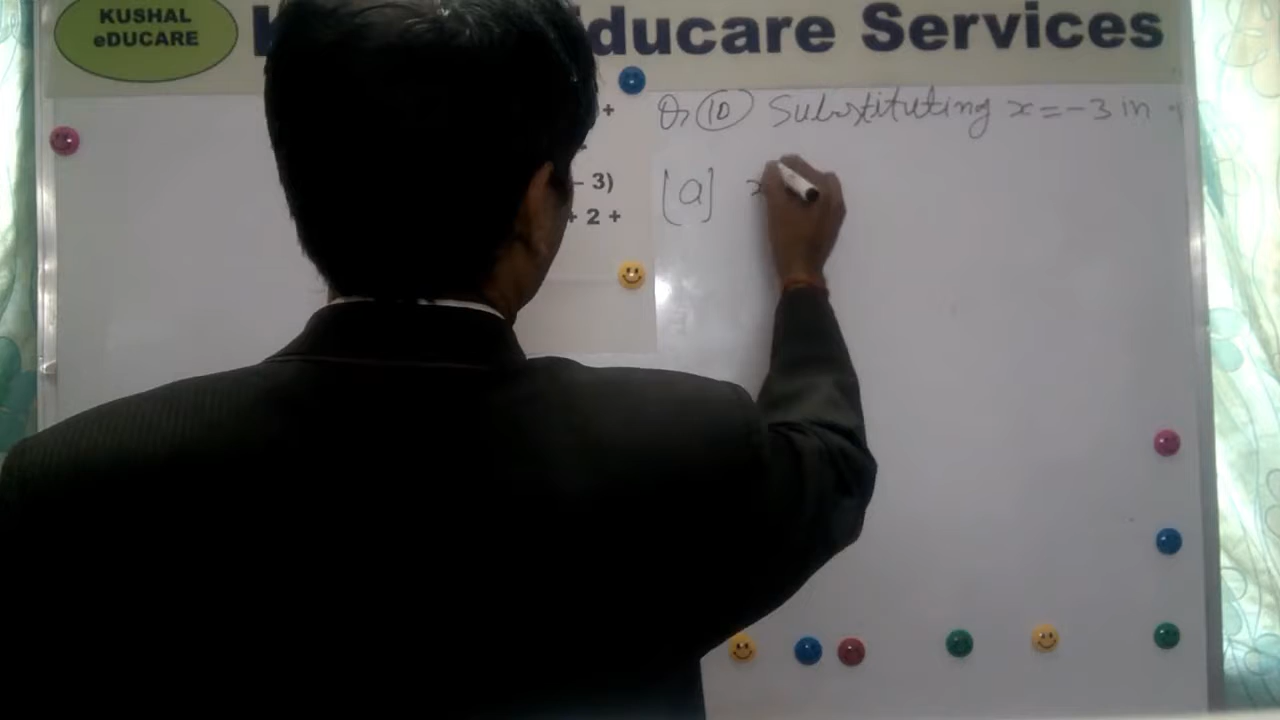 KUSHAL
eDUCARE
ducare Services
+
- 3)
+ 2 +
Q, 10 Substituting x = -3 in
[a] x